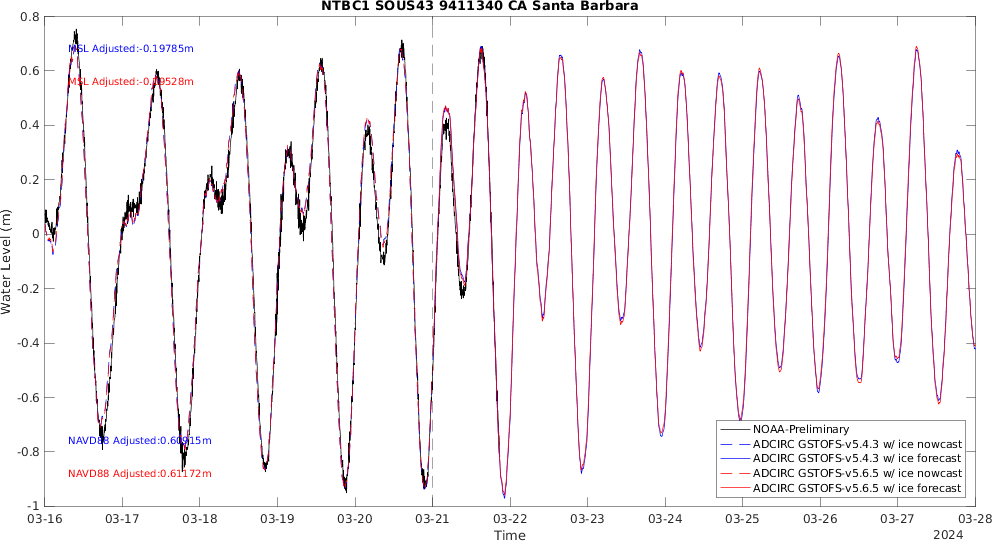 NTBC1 SOUS43 9411340 CA Santa Barbara
0.8
0.6
0.4
0.2
0
-0.2
-0.4
-0.6
-0.8
-1
Water Level (m)
MSL Adjusted:-0.19785m
MSL Adjusted:-0.19528m
NAVD88 Adjusted:0.60915m
NAVD88 Adjusted:0.61172m
NOAA-Preliminary
ADCIRC GSTOFS-v5.4.3 w/ ice nowcast
ADCIRC GSTOFS-v5.4.3 w/ ice forecast
ADCIRC GSTOFS-v5.6.5 w/ ice nowcast
ADCIRC GSTOFS-v5.6.5 w/ ice forecast
03-16 03-17 03-18 03-19 03-20 03-21 03-22 03-23 03-24 03-25 03-26 03-27 03-28
Time
2024